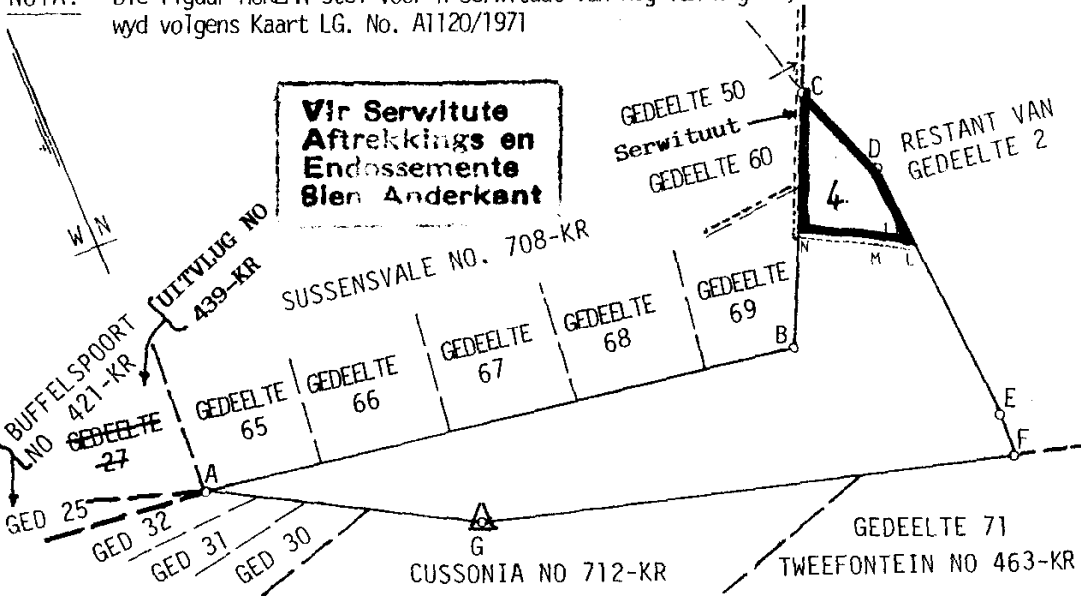 wyd volgens Kaart LG. No. A1120/1971
Vir Serwitute
Aftrekkings en
Endossemente
Sien Anderkant
W N
GEDEELTE 50
Serwituut
GEDEELTE 60
C
D
RESTANT VAN
GEDEELTE 2
4.
N
M
L
UITVLUG NO
439-KR
SUSSENSVALE NO. 708-KR
BUFFELSPOORT
NO 421-KR
GEDEELTE
27
GEDEELTE
65
GEDEELTE
66
GEDEELTE
67
GEDEELTE
68
GEDEELTE
69
B
E
F
A
GED 25
GED 32
GED 31
GED 30
G
CUSSONIA NO 712-KR
GEDEELTE 71
TWEEFONTEIN NO 463-KR